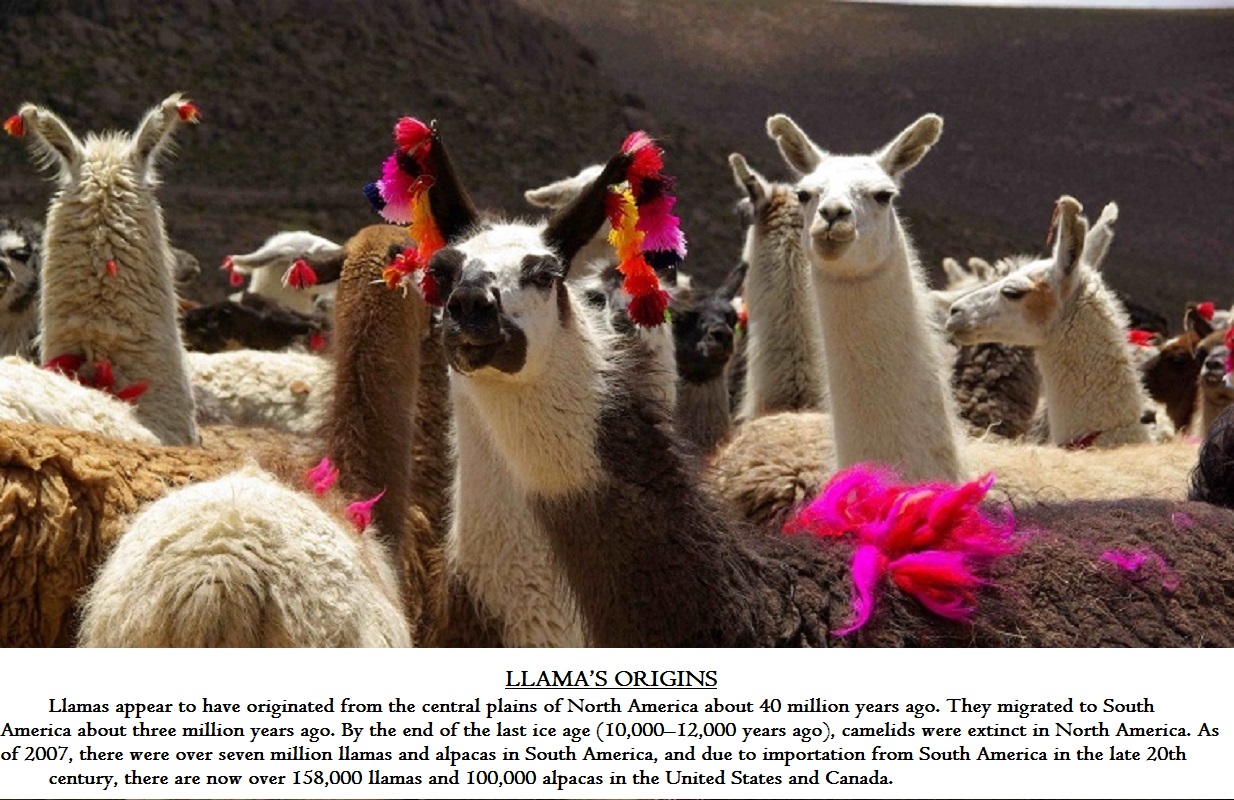 LLAMA'S ORIGINS
Llamas appear to have originated from the central plains of North America about 40 million years ago. They migrated to South
America about three million years ago. By the end of the last ice age (10,000–12,000 years ago), camelids were extinct in North America. As
of 2007, there were over seven million llamas and alpacas in South America, and due to importation from South America in the late 20th
century, there are now over 158,000 llamas and 100,000 alpacas in the United States and Canada.